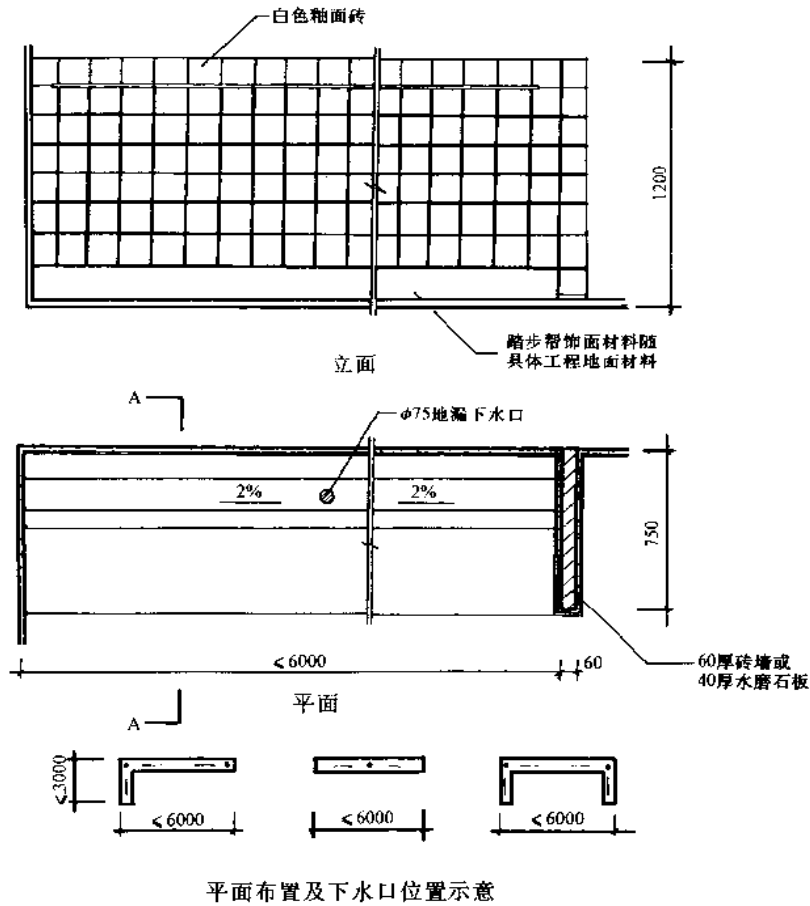 白色釉面砖
1200
踏步帮饰面材料随
具体工程地面材料
立面
A
φ75地漏下水口
2%
2%
750
≤6000
60
60厚砖墙或
40厚水磨石板
平面
A
≤3000
≤6000
≤6000
≤6000
平面布置及下水口位置示意